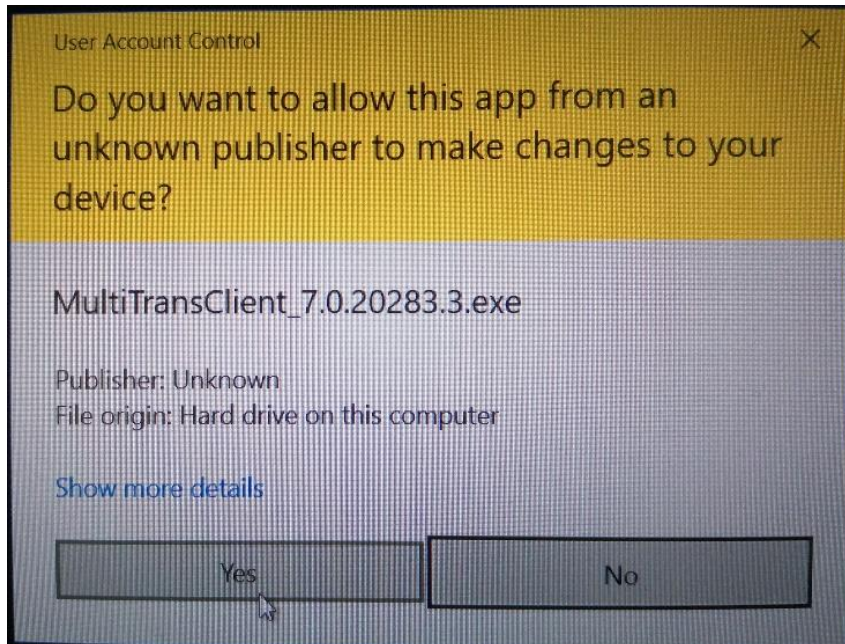 User Account Control
Do you want to allow this app from an
unknown publisher to make changes to your
device?
MultiTransClient_7.0.20283.3.exe
Publisher: Unknown
File origin: Hard drive on this computer
Show more details
Yes
No